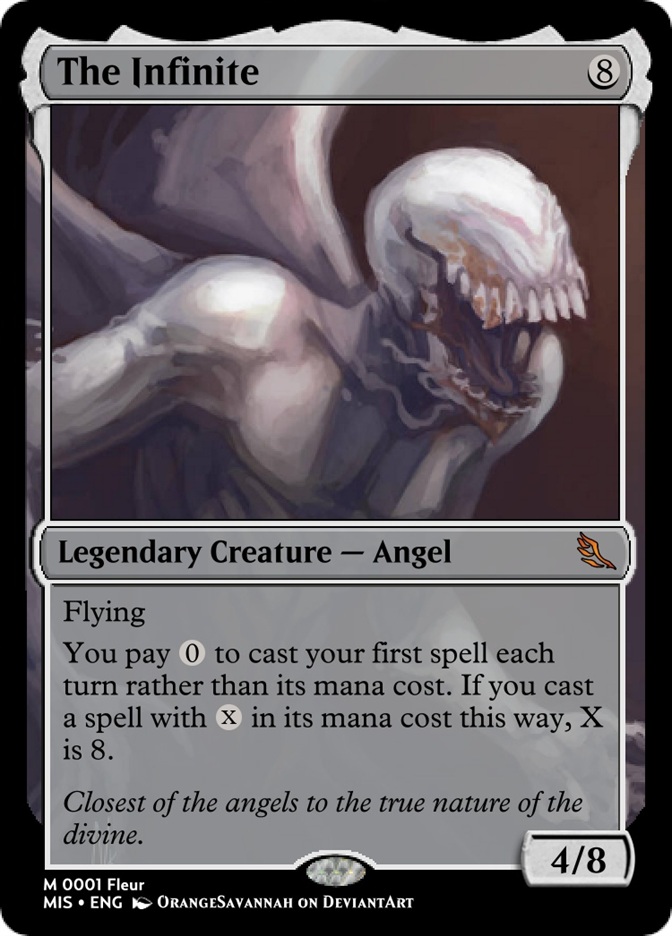 The Infinite 8
Legendary Creature — Angel
Flying
You pay 0 to cast your first spell each
turn rather than its mana cost. If you cast
a spell with X in its mana cost this way, X
is 8.
Closest of the angels to the true nature of the
divine.
4/8
M 0001 Fleur
MIS • ENG OrangeSavannah on DeviantArt